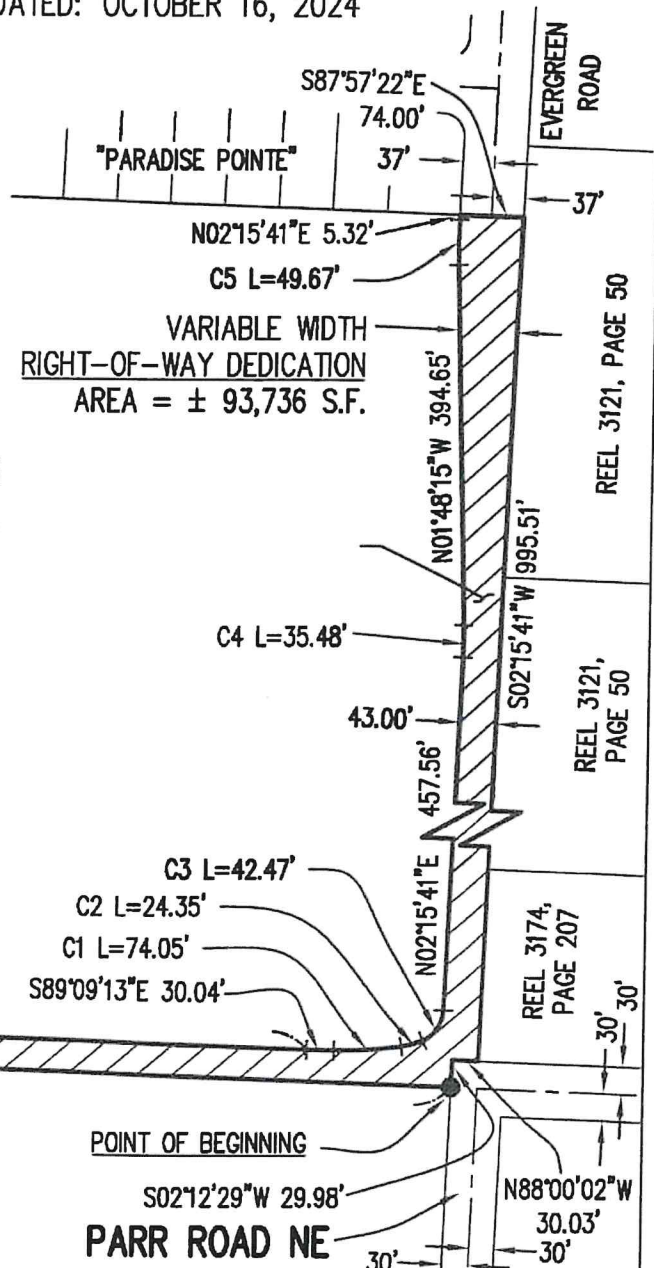 DATED: OCTOBER 16, 2024
S87°57'22"E
74.00'
EVERGREEN
ROAD
"PARADISE POINTE"
37'
37'
N02°15'41"E 5.32'
C5 L=49.67'
VARIABLE WIDTH
RIGHT-OF-WAY DEDICATION
AREA = ± 93,736 S.F.
N01°48'15"W 394.65'
S02°15'41"W 995.51'
REEL 3121, PAGE 50
C4 L=35.48'
43.00'
REEL 3121,
PAGE 50
N02°15'41"E 457.56'
C3 L=42.47'
C2 L=24.35'
C1 L=74.05'
S89°09'13"E 30.04'
REEL 3174,
PAGE 207
30'
30'
POINT OF BEGINNING
S02°12'29"W 29.98'
N88°00'02"W
30.03'
PARR ROAD NE
30'
30'